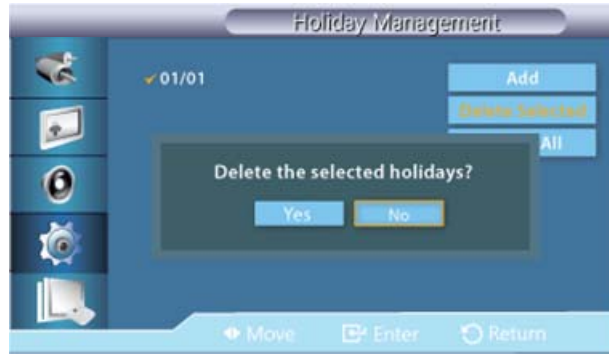 Holiday Management
01/01
Add
Delete Selected
All
Delete the selected holidays?
Yes
No
Move
Enter
Return